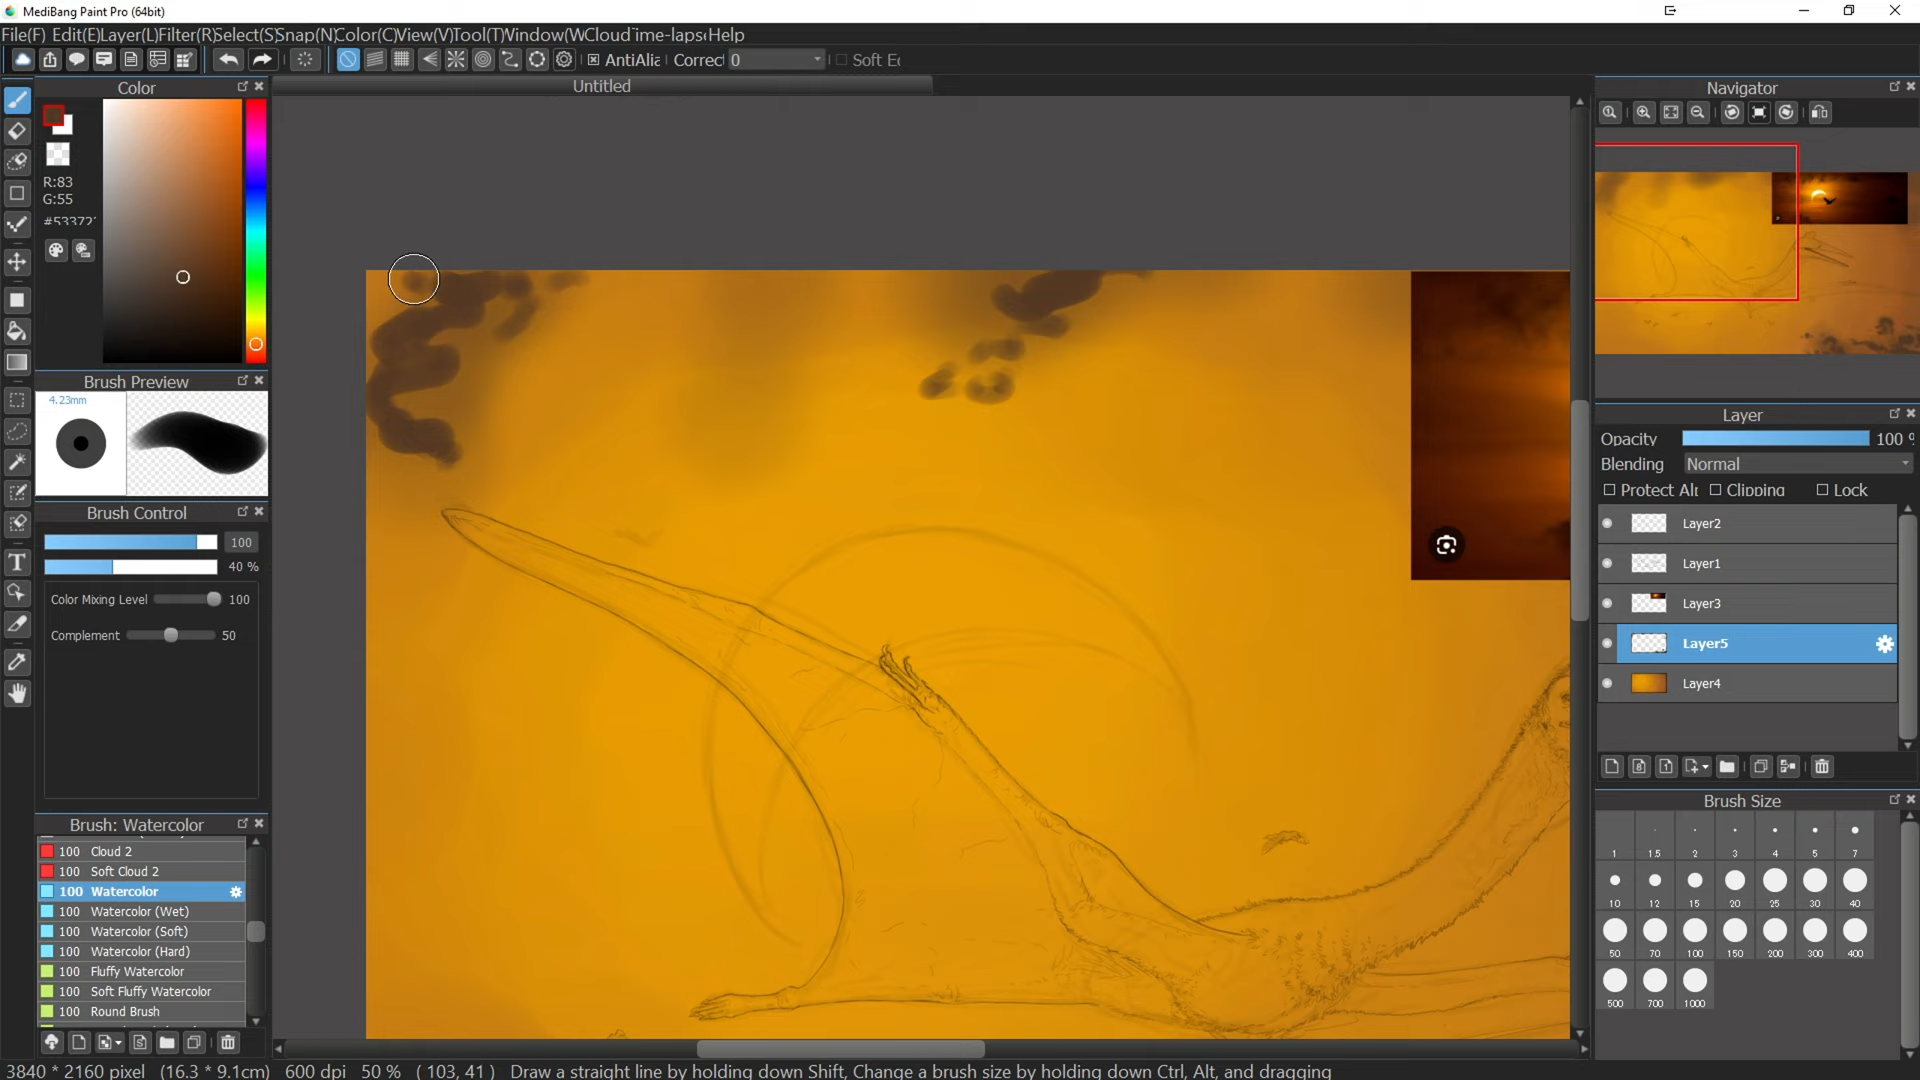 MediBang Paint Pro (64bit)
File(F) Edit(E) Layer(L) Filter(R) Select(S) Snap(N) Color(C) View(V) Tool(T) Window(W Cloud Time-laps Help
AntiAlia Correct 0 Soft Ec
Color
Untitled
Navigator
R:83
G:55
#53372
Brush Preview
4.23mm
Brush Control
100
40 %
Color Mixing Level 100
Complement 50
Brush: Watercolor
100 Cloud 2
100 Soft Cloud 2
100 Watercolor
100 Watercolor (Wet)
100 Watercolor (Soft)
100 Watercolor (Hard)
100 Fluffy Watercolor
100 Soft Fluffy Watercolor
100 Round Brush
Layer
Opacity 100 %
Blending Normal
Protect Al Clipping Lock
Layer2
Layer1
Layer3
Layer5
Layer4
Brush Size
1 1.5 2 3 4 5 7
10 12 15 20 25 30 40
50 70 100 150 200 300 400
500 700 1000
3840 * 2160 pixel (16.3 * 9.1cm) 600 dpi 50 % ( 103, 41 ) Draw a straight line by holding down Shift, Change a brush size by holding down Ctrl, Alt, and dragging